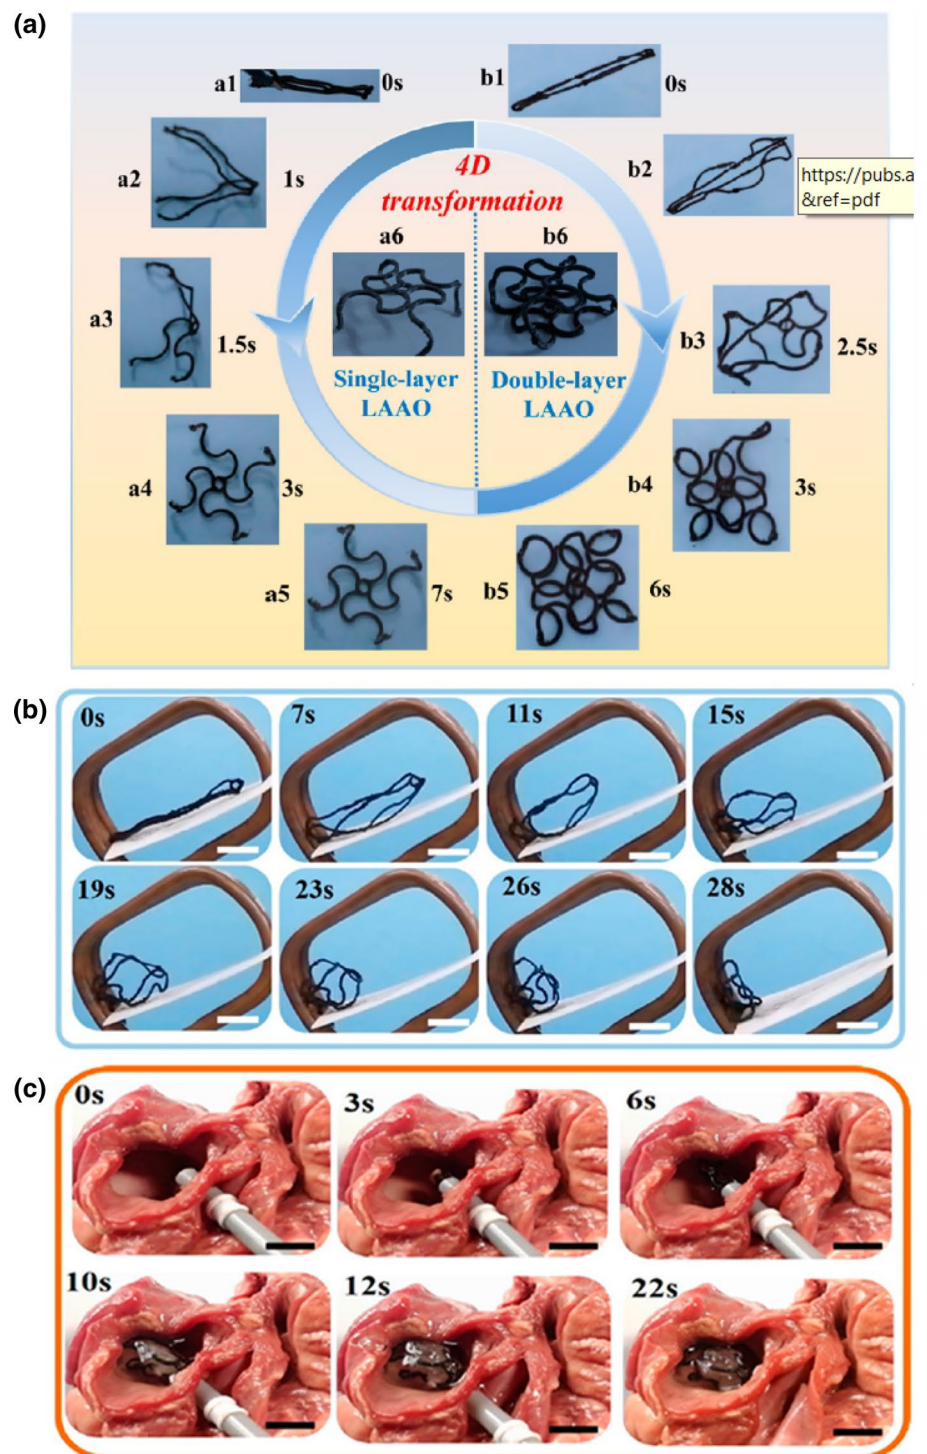 (a)
a1
0s
b1
0s
a2
1s
b2
https://pubs.a
&ref=pdf
4D
transformation
a6
b6
a3
1.5s
b3
2.5s
Single-layer
LAAO
Double-layer
LAAO
a4
3s
b4
3s
a5
7s
b5
6s
(b)
0s
7s
11s
15s
19s
23s
26s
28s
(c)
0s
3s
6s
10s
12s
22s